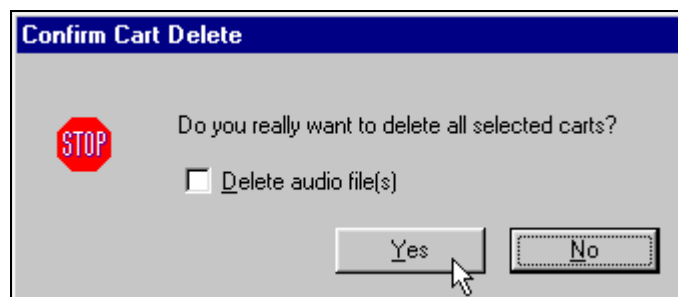 Confirm Cart Delete
STOP
Do you really want to delete all selected carts?
Delete audio file(s)
Yes
No